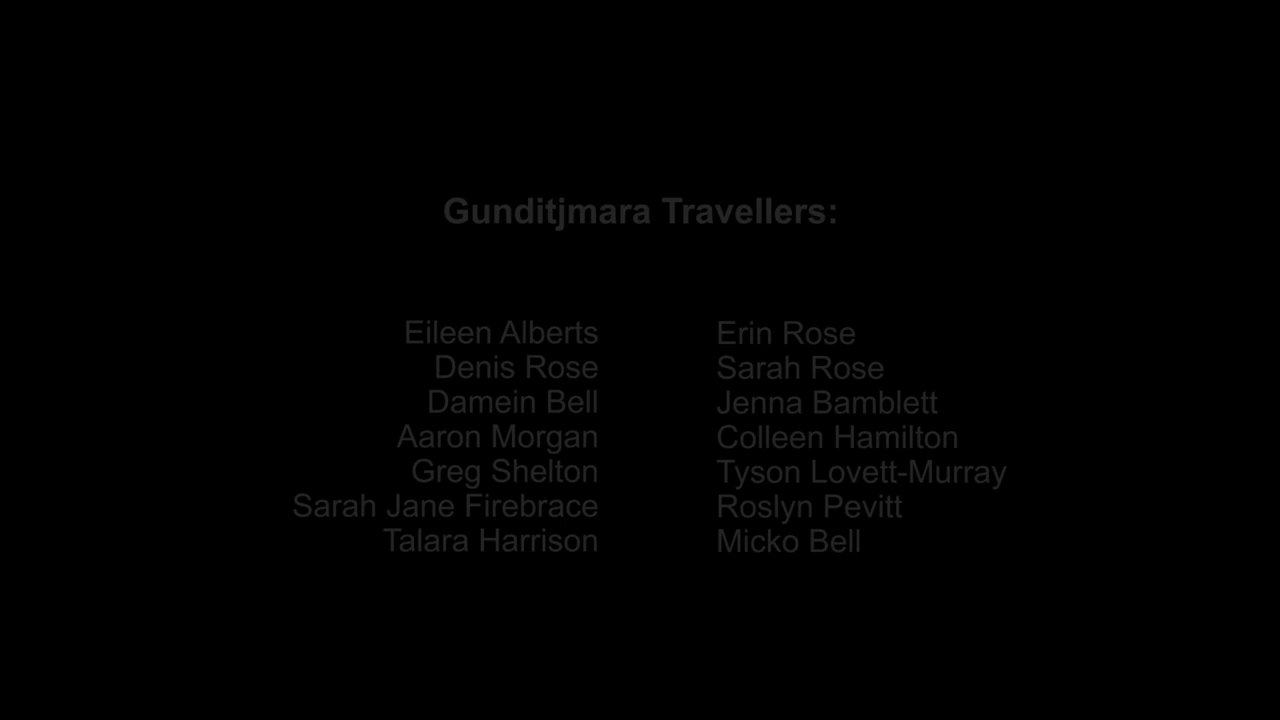 Gunditjmara Travellers:
Eileen Alberts
Denis Rose
Damein Bell
Aaron Morgan
Greg Shelton
Sarah Jane Firebrace
Talara Harrison
Erin Rose
Sarah Rose
Jenna Bamblett
Colleen Hamilton
Tyson Lovett-Murray
Roslyn Pevitt
Micko Bell